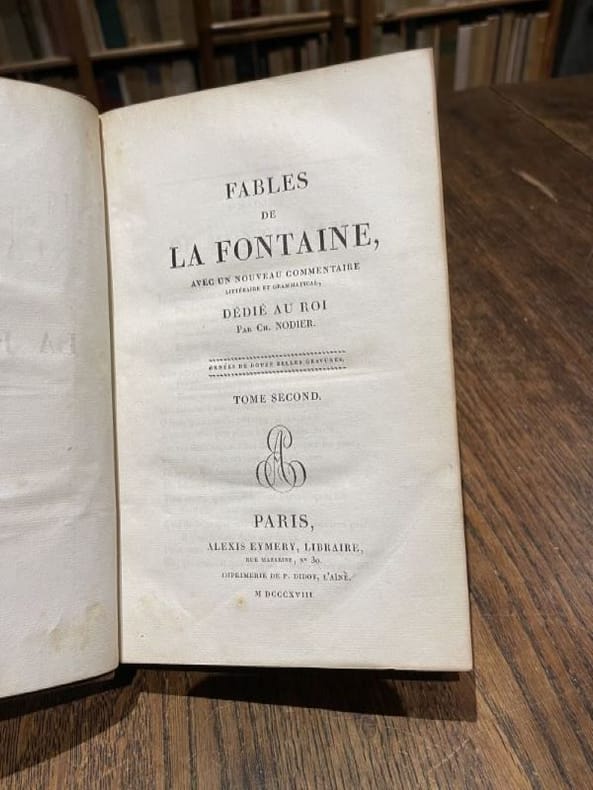 FABLES
DE
LA FONTAINE,
AVEC UN NOUVEAU COMMENTAIRE
LITTÉRAIRE ET GRAMMATICAL,
DÉDIÉ AU ROI
PAR CH. NODIER.
ORNÉES DE DOUZE BELLES GRAVURES.
TOME SECOND.
PARIS,
ALEXIS EYMERY, LIBRAIRE,
RUE MAZARINE, Nº 30.
IMPRIMERIE DE P. DIDOT, L'AÎNÉ.
M DCCCXVIII